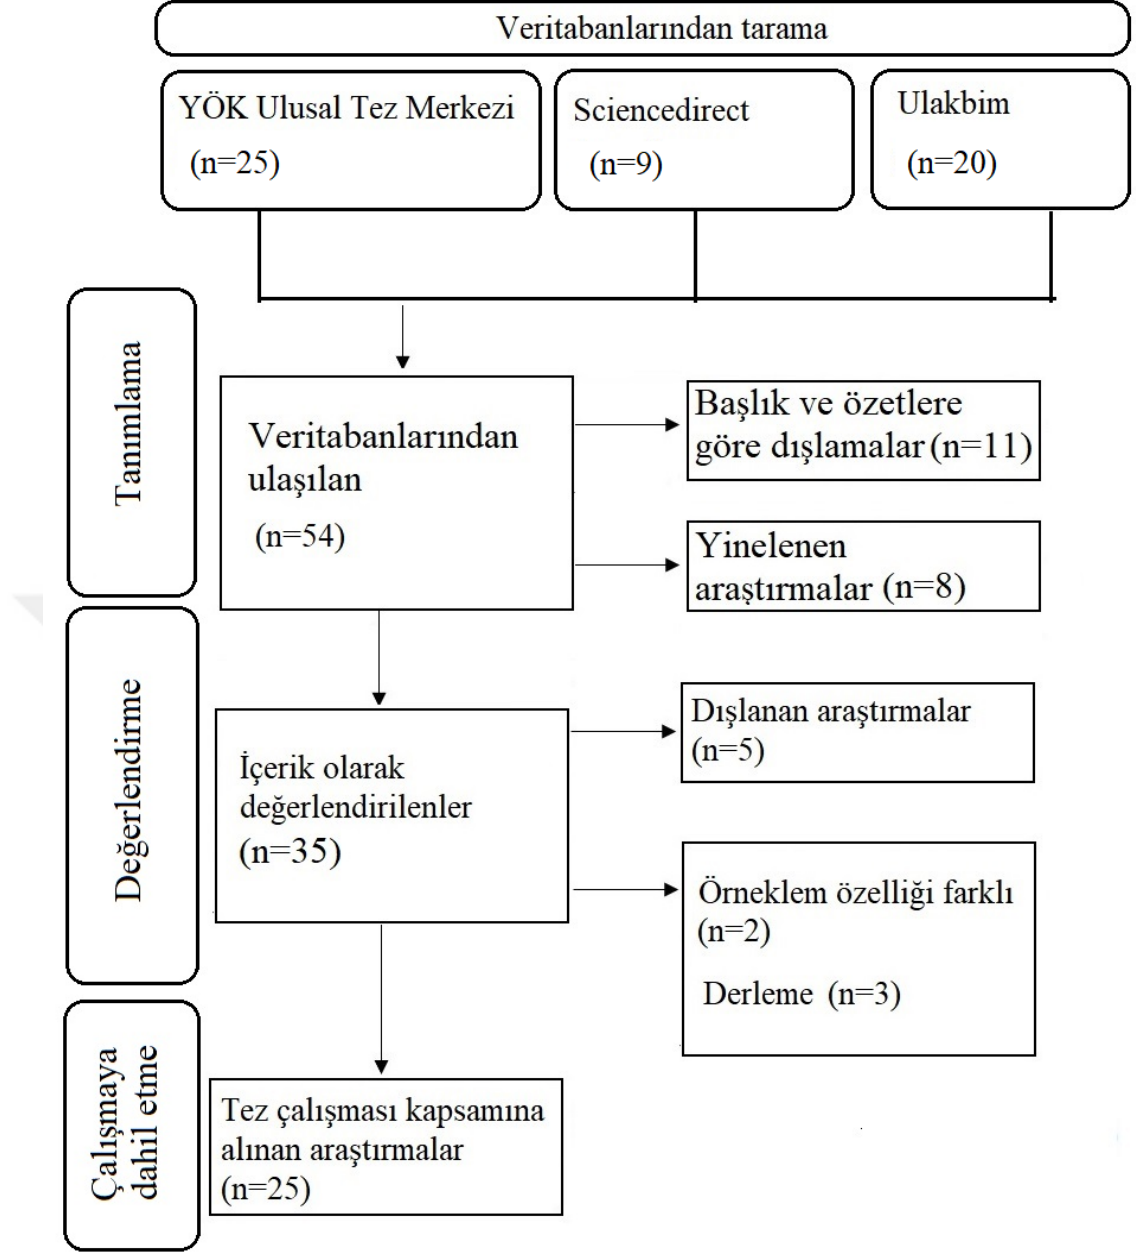 Veritabanlarından tarama
YÖK Ulusal Tez Merkezi
(n=25)
Sciencedirect
(n=9)
Ulakbim
(n=20)
Tanımlama
Veritabanlarından
ulaşılan
(n=54)
Başlık ve özetlere
göre dışlamalar (n=11)
Yinelenen
araştırmalar (n=8)
Değerlendirme
İçerik olarak
değerlendirilenler
(n=35)
Dışlanan araştırmalar
(n=5)
Örneklem özelliği farklı
(n=2)
Derleme (n=3)
Çalışmaya
dahil etme
Tez çalışması kapsamına
alınan araştırmalar
(n=25)